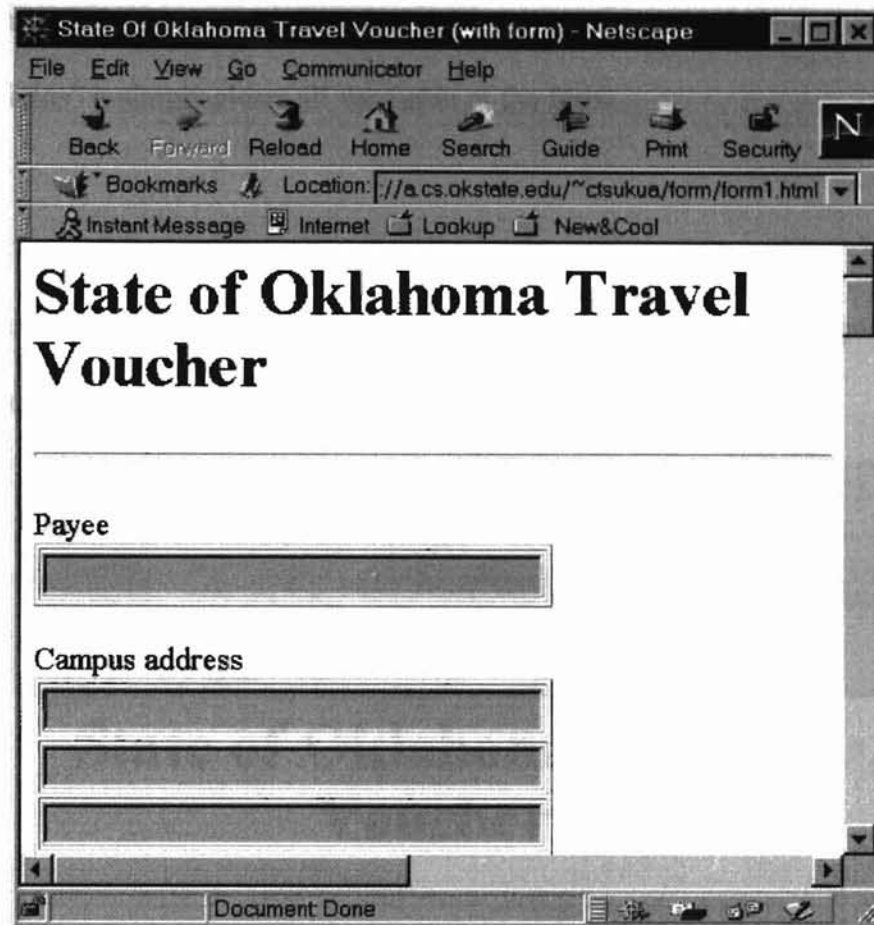 State Of Oklahoma Travel Voucher (with form) - Netscape
File Edit View Go Communicator Help
Back Forward Reload Home Search Guide Print Security N
Bookmarks Location: ://a.cs.okstate.edu/~ctsukua/form/form1.html
Instant Message Internet Lookup New&Cool
State of Oklahoma Travel
Voucher
Payee
Campus address
Document: Done